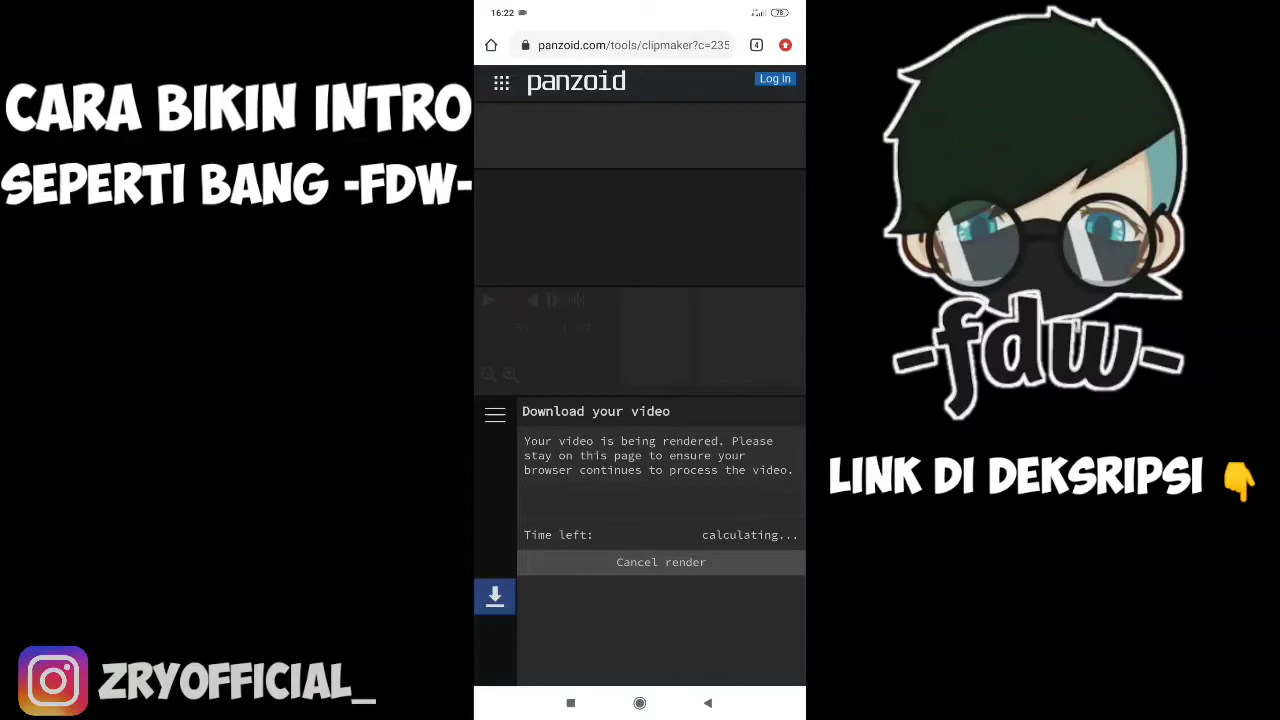 CARA BIKIN INTRO
SEPERTI BANG -FDW-
16:22
78
panzoid.com/tools/clipmaker?c=235
4
panzoid
Log In
Download your video
Your video is being rendered. Please
stay on this page to ensure your
browser continues to process the video.
Time left: calculating...
Cancel render
-fdw-
LINK DI DEKSRIPSI 👇
ZRYOFFICIAL_